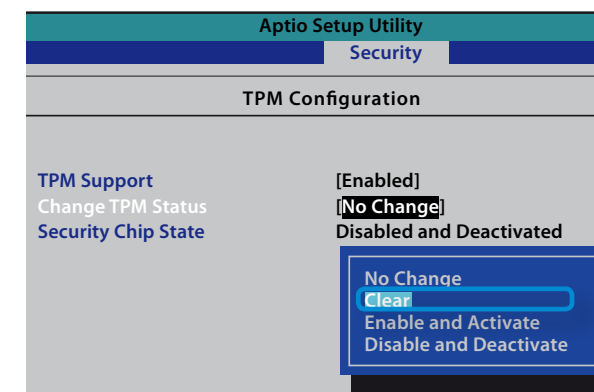 Aptio Setup Utility
Security
TPM Configuration
TPM Support [Enabled]
Change TPM Status [No Change]
Security Chip State Disabled and Deactivated
No Change
Clear
Enable and Activate
Disable and Deactivate